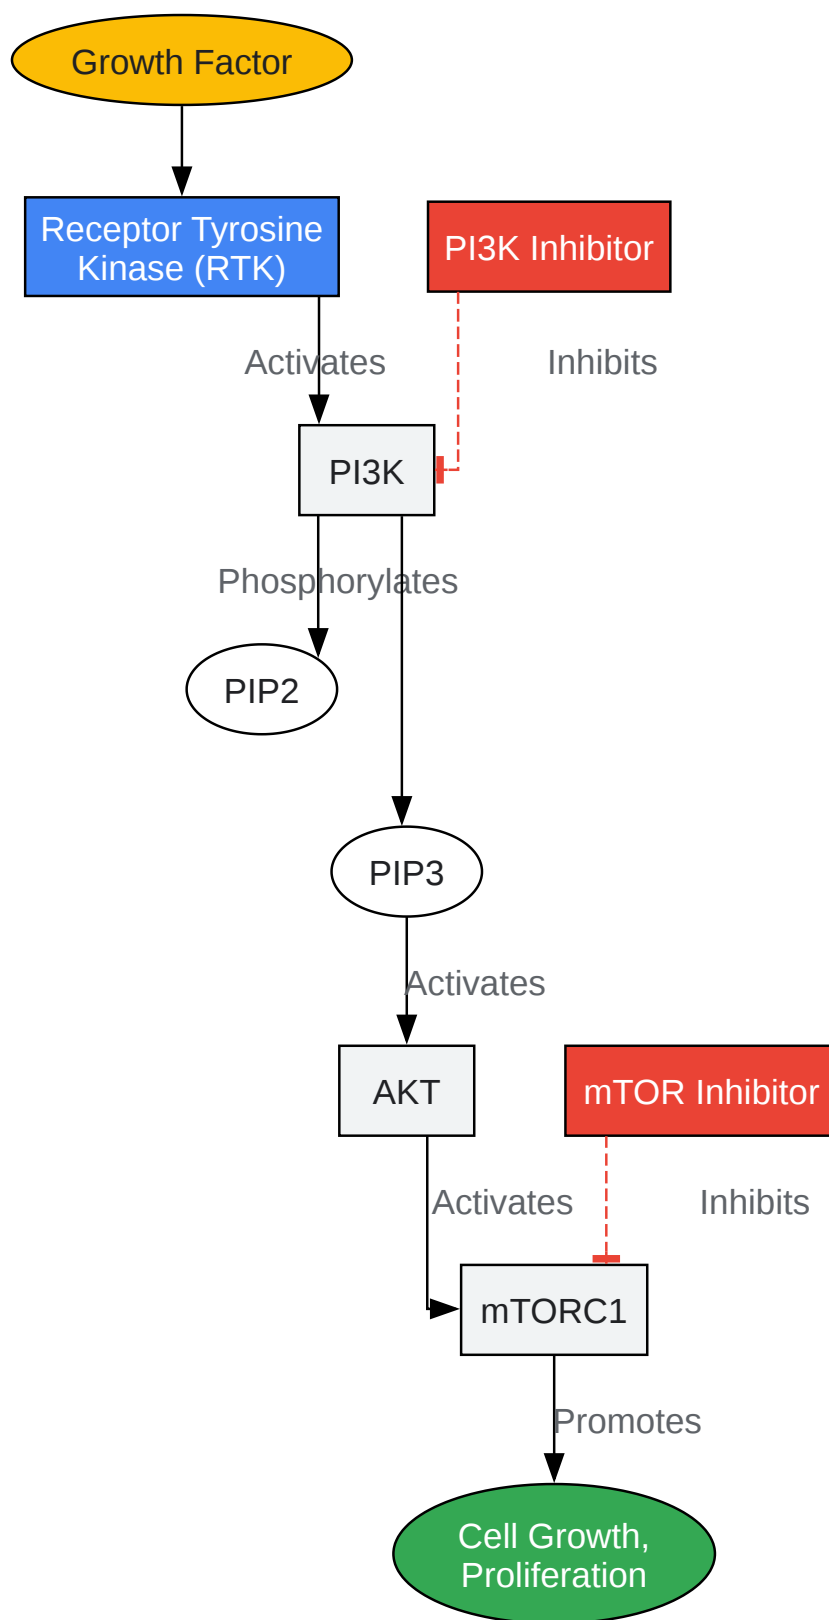 Growth Factor
Receptor Tyrosine
Kinase (RTK)
PI3K Inhibitor
Activates
Inhibits
PI3K
Phosphorylates
PIP2
PIP3
Activates
AKT
mTOR Inhibitor
Activates
Inhibits
mTORC1
Promotes
Cell Growth,
Proliferation